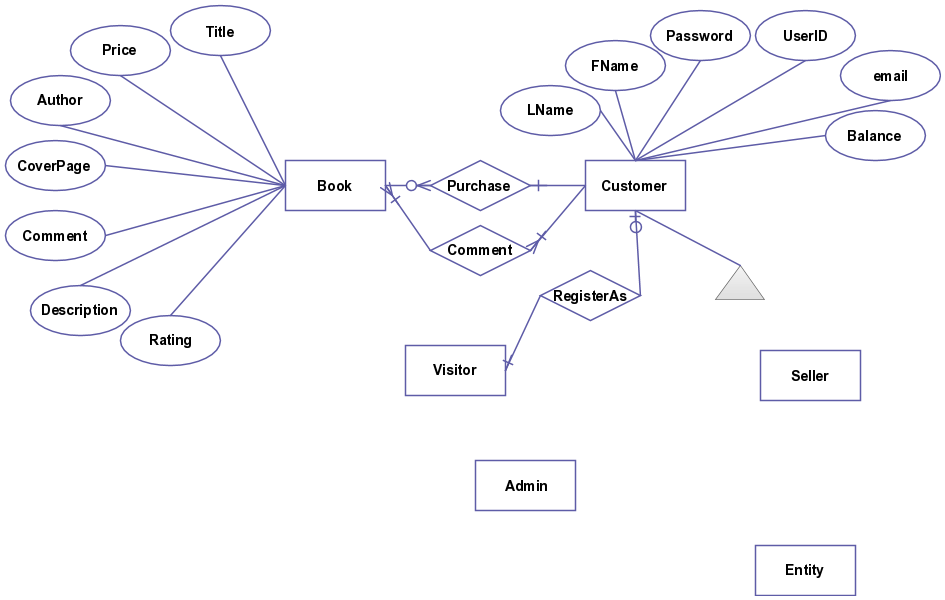 Title
Price
Author
CoverPage
Comment
Description
Rating
Book
Purchase
Comment
Customer
LName
FName
Password
UserID
email
Balance
RegisterAs
Visitor
Seller
Admin
Entity